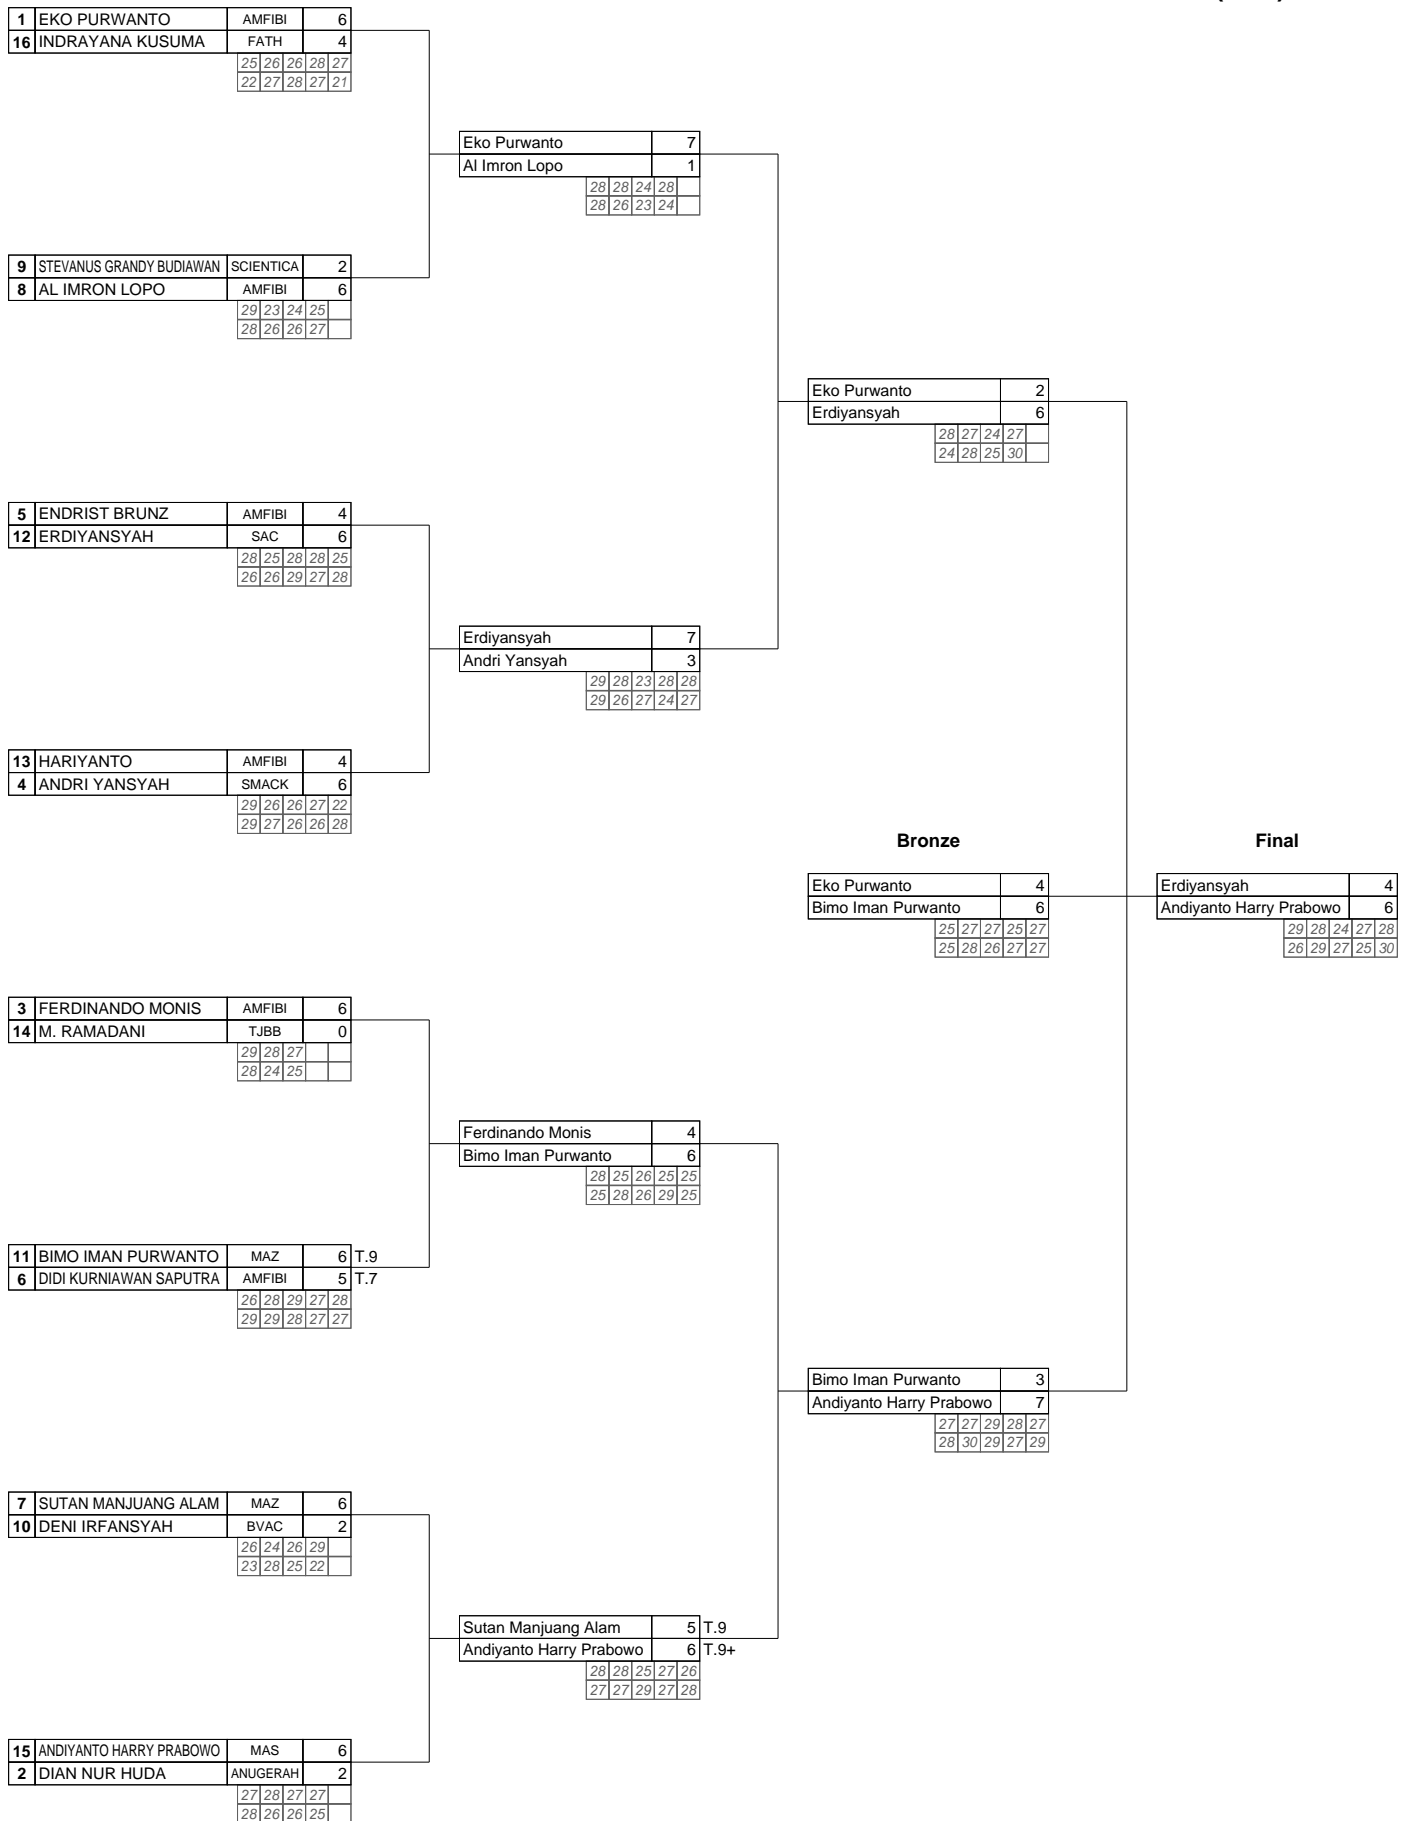 1 EKO PURWANTO AMFIBI 6
16 INDRAYANA KUSUMA FATH 4
25 26 26 28 27
22 27 28 27 21
Eko Purwanto 7
Al Imron Lopo 1
28 28 24 28
28 26 23 24
9 STEVANUS GRANDY BUDIAWAN SCIENTICA 2
8 AL IMRON LOPO AMFIBI 6
29 23 24 25
28 26 26 27
Eko Purwanto 2
Erdiyansyah 6
28 27 24 27
24 28 25 30
5 ENDRIST BRUNZ AMFIBI 4
12 ERDIYANSYAH SAC 6
28 25 28 28 25
26 26 29 27 28
Erdiyansyah 7
Andri Yansyah 3
29 28 23 28 28
29 26 27 24 27
13 HARIYANTO AMFIBI 4
4 ANDRI YANSYAH SMACK 6
29 26 26 27 22
29 27 26 26 28
Bronze Final
Eko Purwanto 4 Erdiyansyah 4
Bimo Iman Purwanto 6 Andiyanto Harry Prabowo 6
25 27 27 25 27 29 28 24 27 28
25 28 26 27 27 26 29 27 25 30
3 FERDINANDO MONIS AMFIBI 6
14 M. RAMADANI TJBB 0
29 28 27
28 24 25
Ferdinando Monis 4
Bimo Iman Purwanto 6
28 25 26 25 25
25 28 26 29 25
11 BIMO IMAN PURWANTO MAZ 6 T.9
6 DIDI KURNIAWAN SAPUTRA AMFIBI 5 T.7
26 28 29 27 28
29 29 28 27 27
Bimo Iman Purwanto 3
Andiyanto Harry Prabowo 7
27 27 29 28 27
28 30 29 27 29
7 SUTAN MANJUANG ALAM MAZ 6
10 DENI IRFANSYAH BVAC 2
26 24 26 29
23 28 25 22
Sutan Manjuang Alam 5 T.9
Andiyanto Harry Prabowo 6 T.9+
28 28 25 27 26
27 27 29 27 28
15 ANDIYANTO HARRY PRABOWO MAS 6
2 DIAN NUR HUDA ANUGERAH 2
27 28 27 27
28 26 26 25